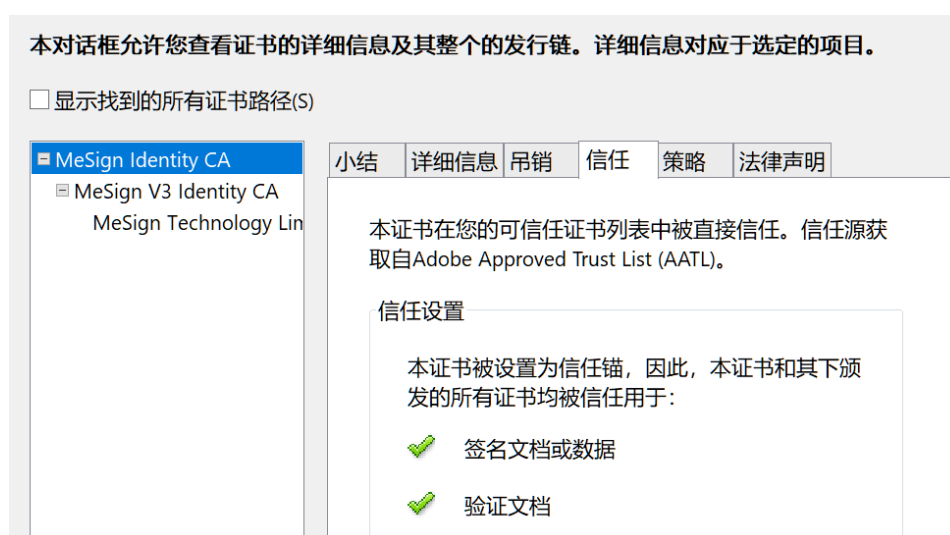 本对话框允许您查看证书的详细信息及其整个的发行链。详细信息对应于选定的项目。
显示找到的所有证书路径(S)
MeSign Identity CA
MeSign V3 Identity CA
MeSign Technology Lim
小结 详细信息 吊销 信任 策略 法律声明
本证书在您的可信任证书列表中被直接信任。信任源获
取自Adobe Approved Trust List (AATL)。
信任设置
本证书被设置为信任锚，因此，本证书和其下颁
发的所有证书均被信任用于：
签名文档或数据
验证文档